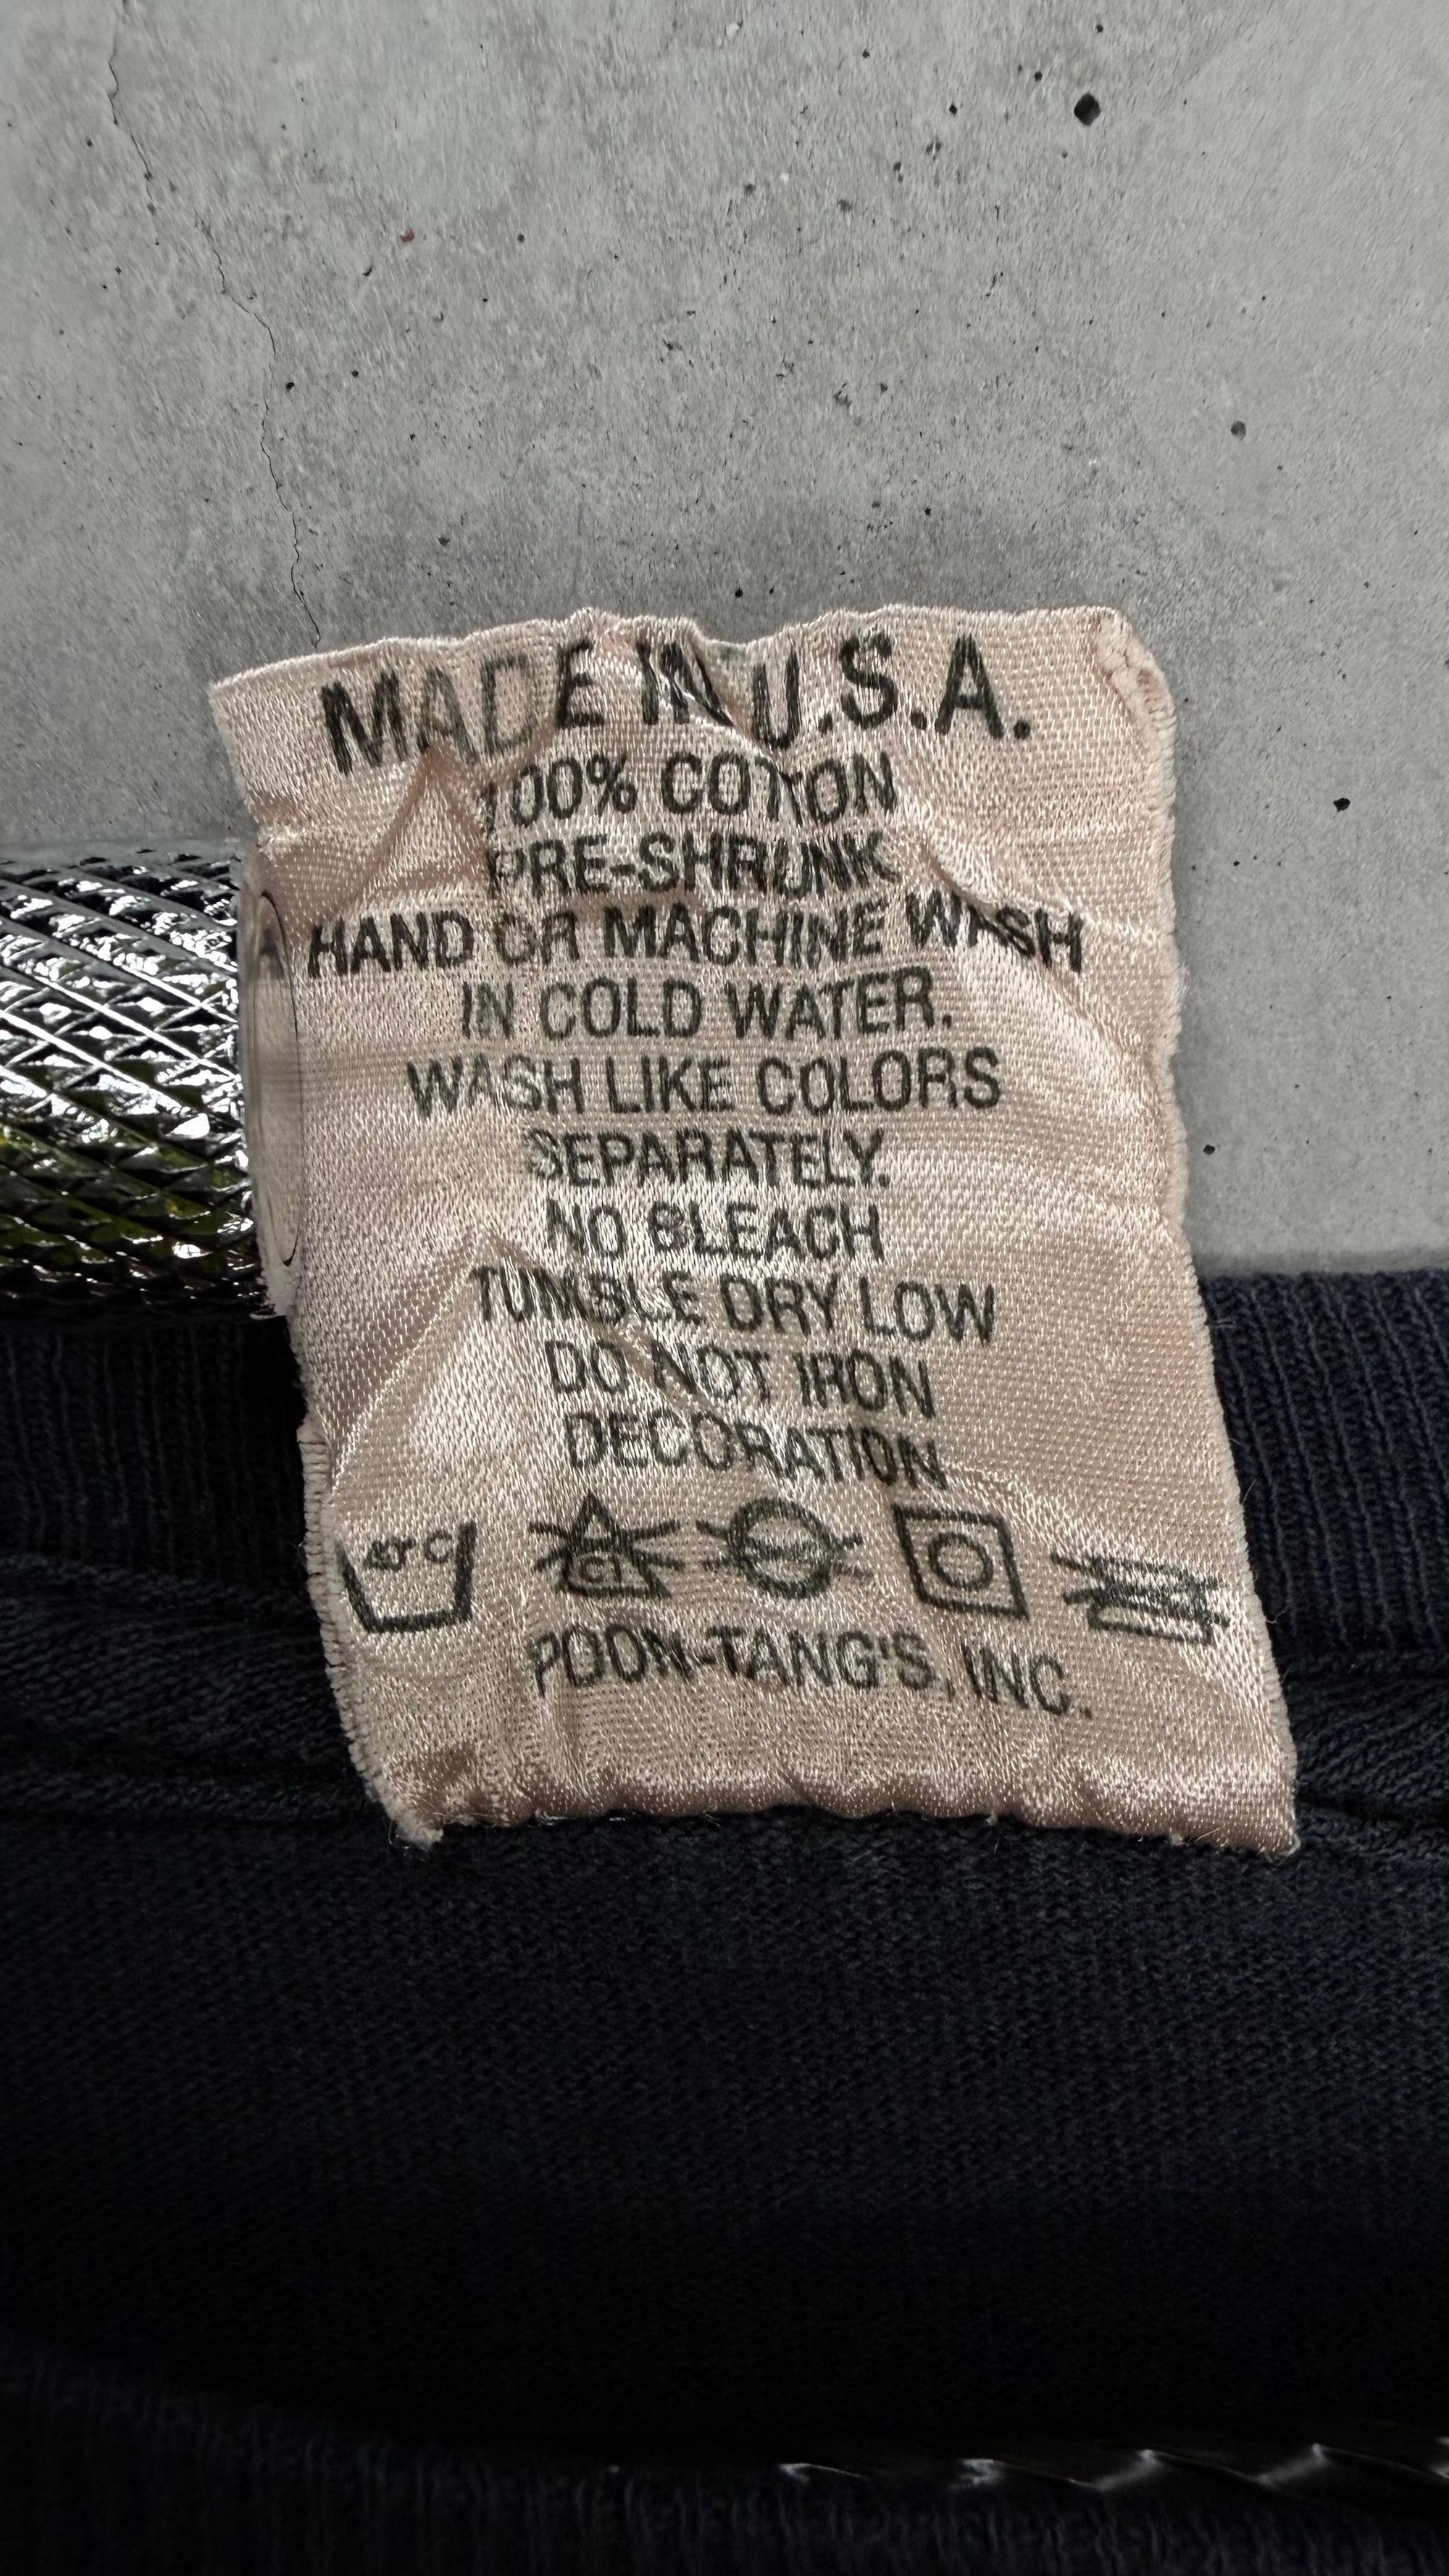 MADE IN U.S.A.
100% COTTON
PRE-SHRUNK
HAND OR MACHINE WASH
IN COLD WATER.
WASH LIKE COLORS
SEPARATELY.
NO BLEACH
TUMBLE DRY LOW
DO NOT IRON
DECORATION
CI
POON-TANG'S, INC.